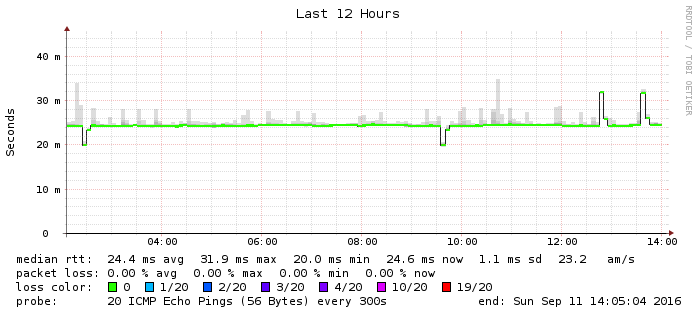 Last 12 Hours
RRDTOOL / TOBI OETIKER
Seconds
40 m
30 m
20 m
10 m
0
04:00 06:00 08:00 10:00 12:00 14:00
median rtt: 24.4 ms avg 31.9 ms max 20.0 ms min 24.6 ms now 1.1 ms sd 23.2 am/s
packet loss: 0.00 % avg 0.00 % max 0.00 % min 0.00 % now
loss color: 0 1/20 2/20 3/20 4/20 10/20 19/20
probe: 20 ICMP Echo Pings (56 Bytes) every 300s end: Sun Sep 11 14:05:04 2016